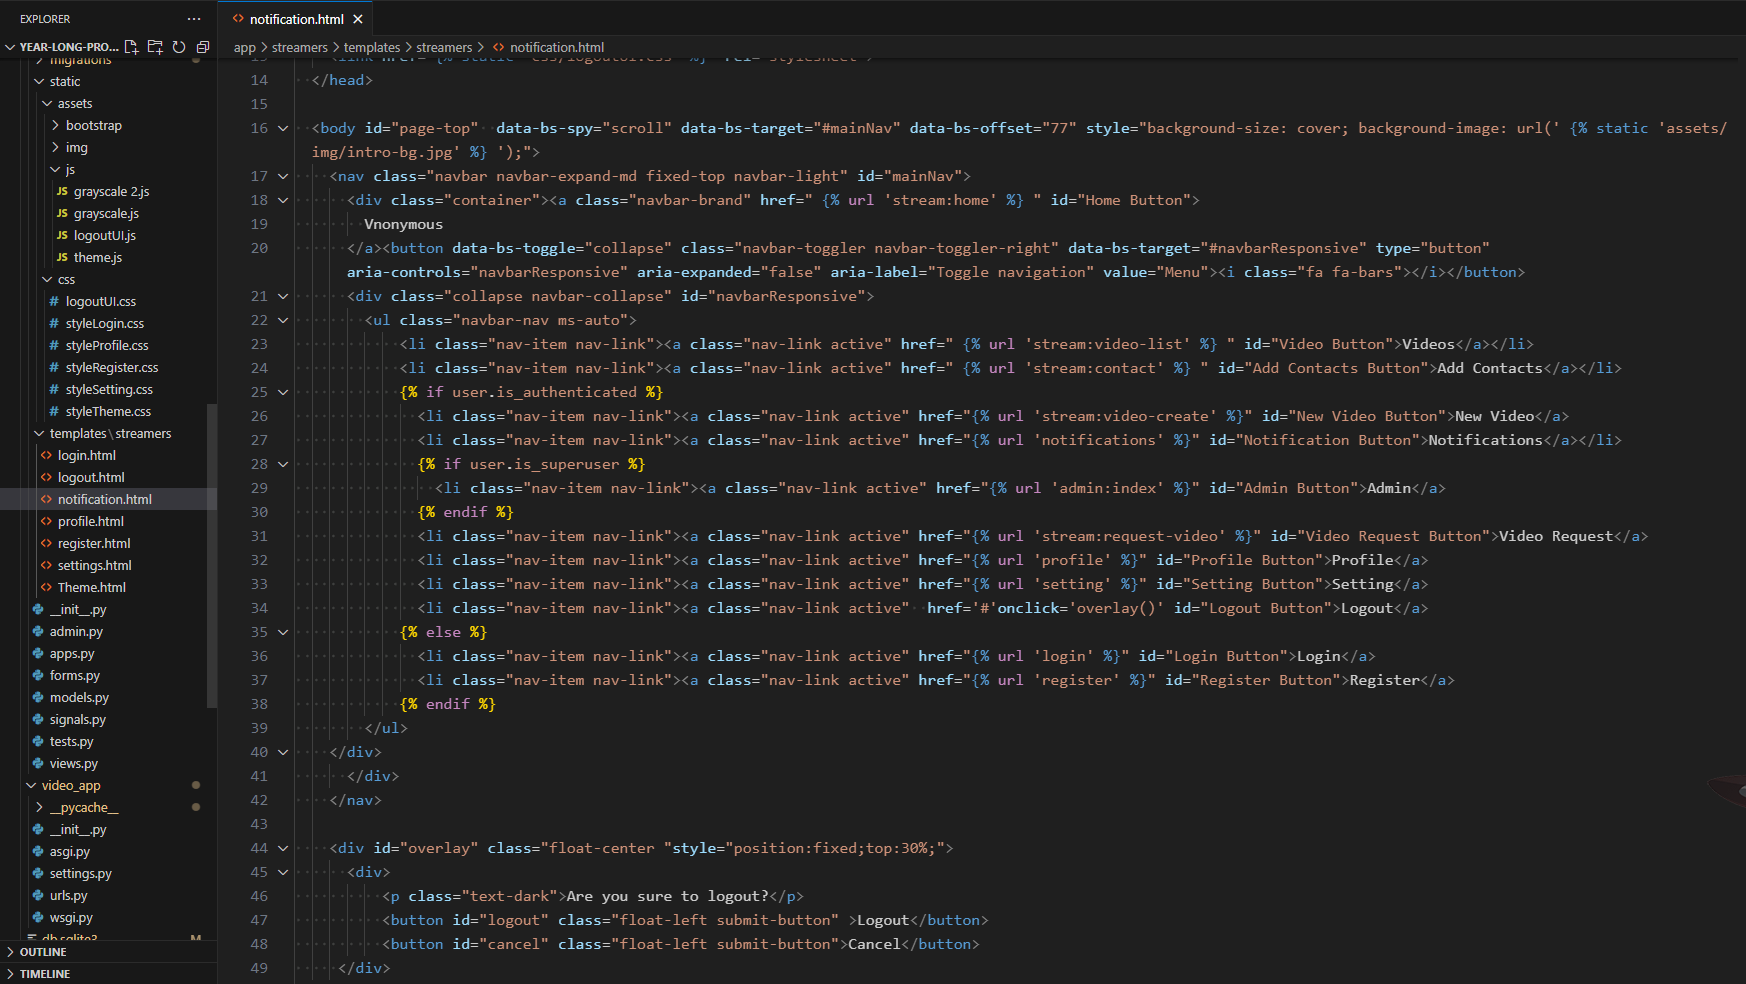 EXPLORER
···
YEAR-LONG-PRO...
migrations
static
assets
bootstrap
img
js
JS grayscale 2.js
JS grayscale.js
JS logoutUI.js
JS theme.js
css
# logoutUI.css
# styleLogin.css
# styleProfile.css
# styleRegister.css
# styleSetting.css
# styleTheme.css
templates\streamers
<> login.html
<> logout.html
<> notification.html
<> profile.html
<> register.html
<> settings.html
<> Theme.html
__init__.py
admin.py
apps.py
forms.py
models.py
signals.py
tests.py
views.py
video_app
__pycache__
__init__.py
asgi.py
settings.py
urls.py
wsgi.py
db.sqlite3 M
OUTLINE
TIMELINE
<> notification.html ×
app > streamers > templates > streamers > <> notification.html
13 <link href="{% static 'css/logoutUI.css' %}" rel="stylesheet">
14 </head>
15
16 <body id="page-top"  data-bs-spy="scroll" data-bs-target="#mainNav" data-bs-offset="77" style="background-size: cover; background-image: url(' {% static 'assets/
img/intro-bg.jpg' %} ');">
17 <nav class="navbar navbar-expand-md fixed-top navbar-light" id="mainNav">
18 <div class="container"><a class="navbar-brand" href=" {% url 'stream:home' %} " id="Home Button">
19 Vnonymous
20 </a><button data-bs-toggle="collapse" class="navbar-toggler navbar-toggler-right" data-bs-target="#navbarResponsive" type="button"
aria-controls="navbarResponsive" aria-expanded="false" aria-label="Toggle navigation" value="Menu"><i class="fa fa-bars"></i></button>
21 <div class="collapse navbar-collapse" id="navbarResponsive">
22 <ul class="navbar-nav ms-auto">
23 <li class="nav-item nav-link"><a class="nav-link active" href=" {% url 'stream:video-list' %} " id="Video Button">Videos</a></li>
24 <li class="nav-item nav-link"><a class="nav-link active" href=" {% url 'stream:contact' %} " id="Add Contacts Button">Add Contacts</a></li>
25 {% if user.is_authenticated %}
26 <li class="nav-item nav-link"><a class="nav-link active" href="{% url 'stream:video-create' %}" id="New Video Button">New Video</a>
27 <li class="nav-item nav-link"><a class="nav-link active" href="{% url 'notifications' %}" id="Notification Button">Notifications</a></li>
28 {% if user.is_superuser %}
29 <li class="nav-item nav-link"><a class="nav-link active" href="{% url 'admin:index' %}" id="Admin Button">Admin</a>
30 {% endif %}
31 <li class="nav-item nav-link"><a class="nav-link active" href="{% url 'stream:request-video' %}" id="Video Request Button">Video Request</a>
32 <li class="nav-item nav-link"><a class="nav-link active" href="{% url 'profile' %}" id="Profile Button">Profile</a>
33 <li class="nav-item nav-link"><a class="nav-link active" href="{% url 'setting' %}" id="Setting Button">Setting</a>
34 <li class="nav-item nav-link"><a class="nav-link active"  href='#'onclick='overlay()' id="Logout Button">Logout</a>
35 {% else %}
36 <li class="nav-item nav-link"><a class="nav-link active" href="{% url 'login' %}" id="Login Button">Login</a>
37 <li class="nav-item nav-link"><a class="nav-link active" href="{% url 'register' %}" id="Register Button">Register</a>
38 {% endif %}
39 </ul>
40 </div>
41 </div>
42 </nav>
43
44 <div id="overlay" class="float-center "style="position:fixed;top:30%;">
45 <div>
46 <p class="text-dark">Are you sure to logout?</p>
47 <button id="logout" class="float-left submit-button" >Logout</button>
48 <button id="cancel" class="float-left submit-button">Cancel</button>
49 </div>